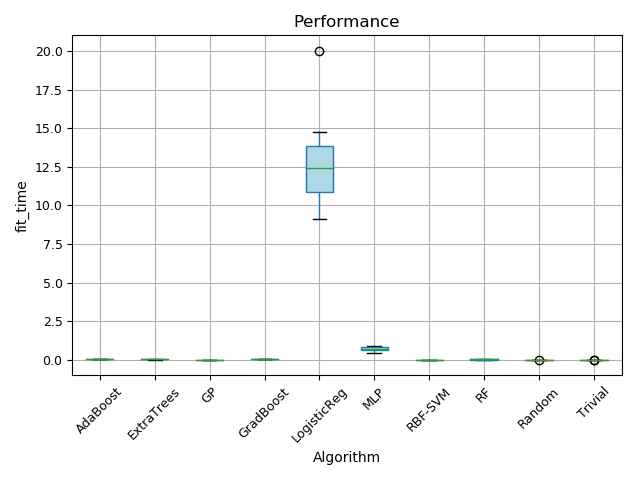 Performance
20.0
17.5
15.0
12.5
10.0
7.5
5.0
2.5
0.0
fit_time
AdaBoost
ExtraTrees
GP
GradBoost
LogisticReg
MLP
RBF-SVM
RF
Random
Trivial
Algorithm